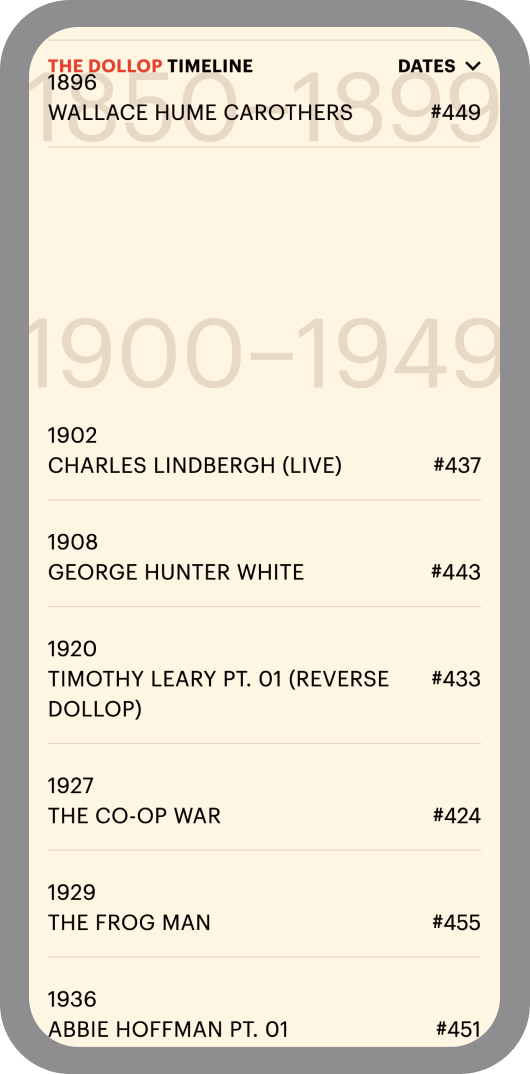 THE DOLLOP TIMELINE DATES
1850–1899
1896
WALLACE HUME CAROTHERS #449
1900–1949
1902
CHARLES LINDBERGH (LIVE) #437
1908
GEORGE HUNTER WHITE #443
1920
TIMOTHY LEARY PT. 01 (REVERSE #433
DOLLOP)
1927
THE CO-OP WAR #424
1929
THE FROG MAN #455
1936
ABBIE HOFFMAN PT. 01 #451